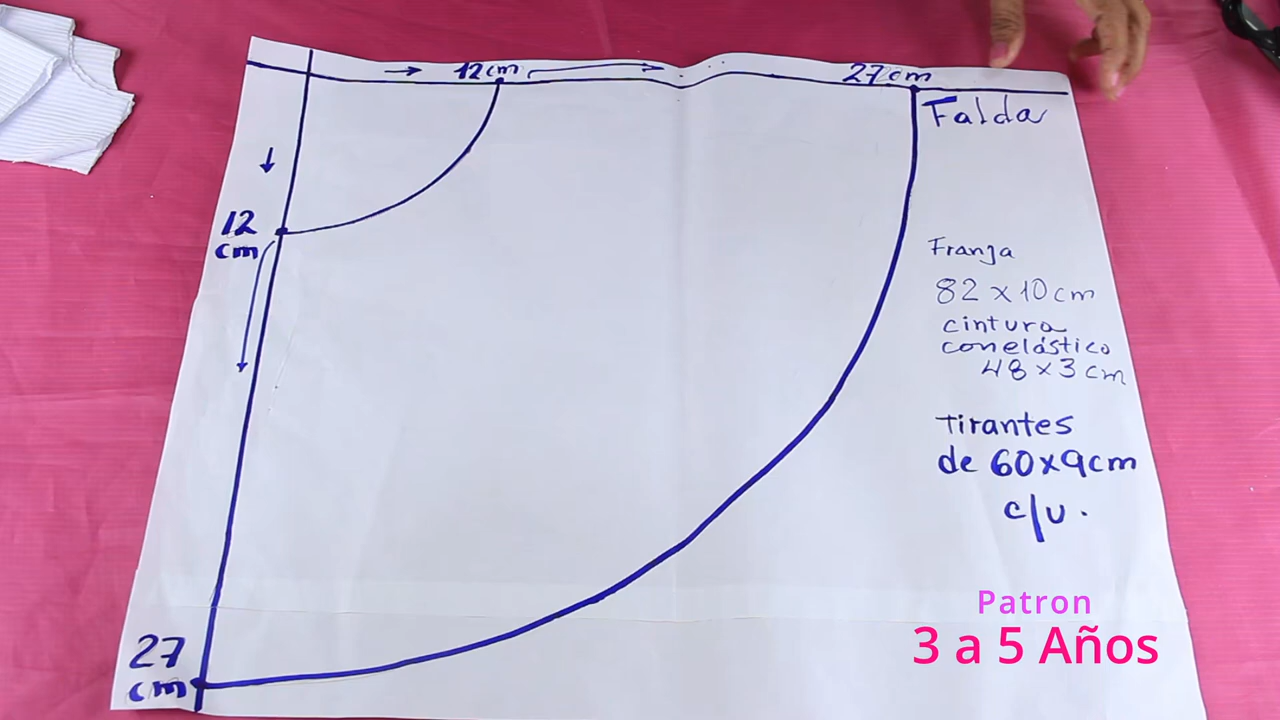 12cm
27cm
Falda
12
cm
Franja
82 x 10 cm
cintura
con elástico
48 x 3 cm
Tirantes
de 60x9cm
c/u.
Patron
3 a 5 Años
27
cm